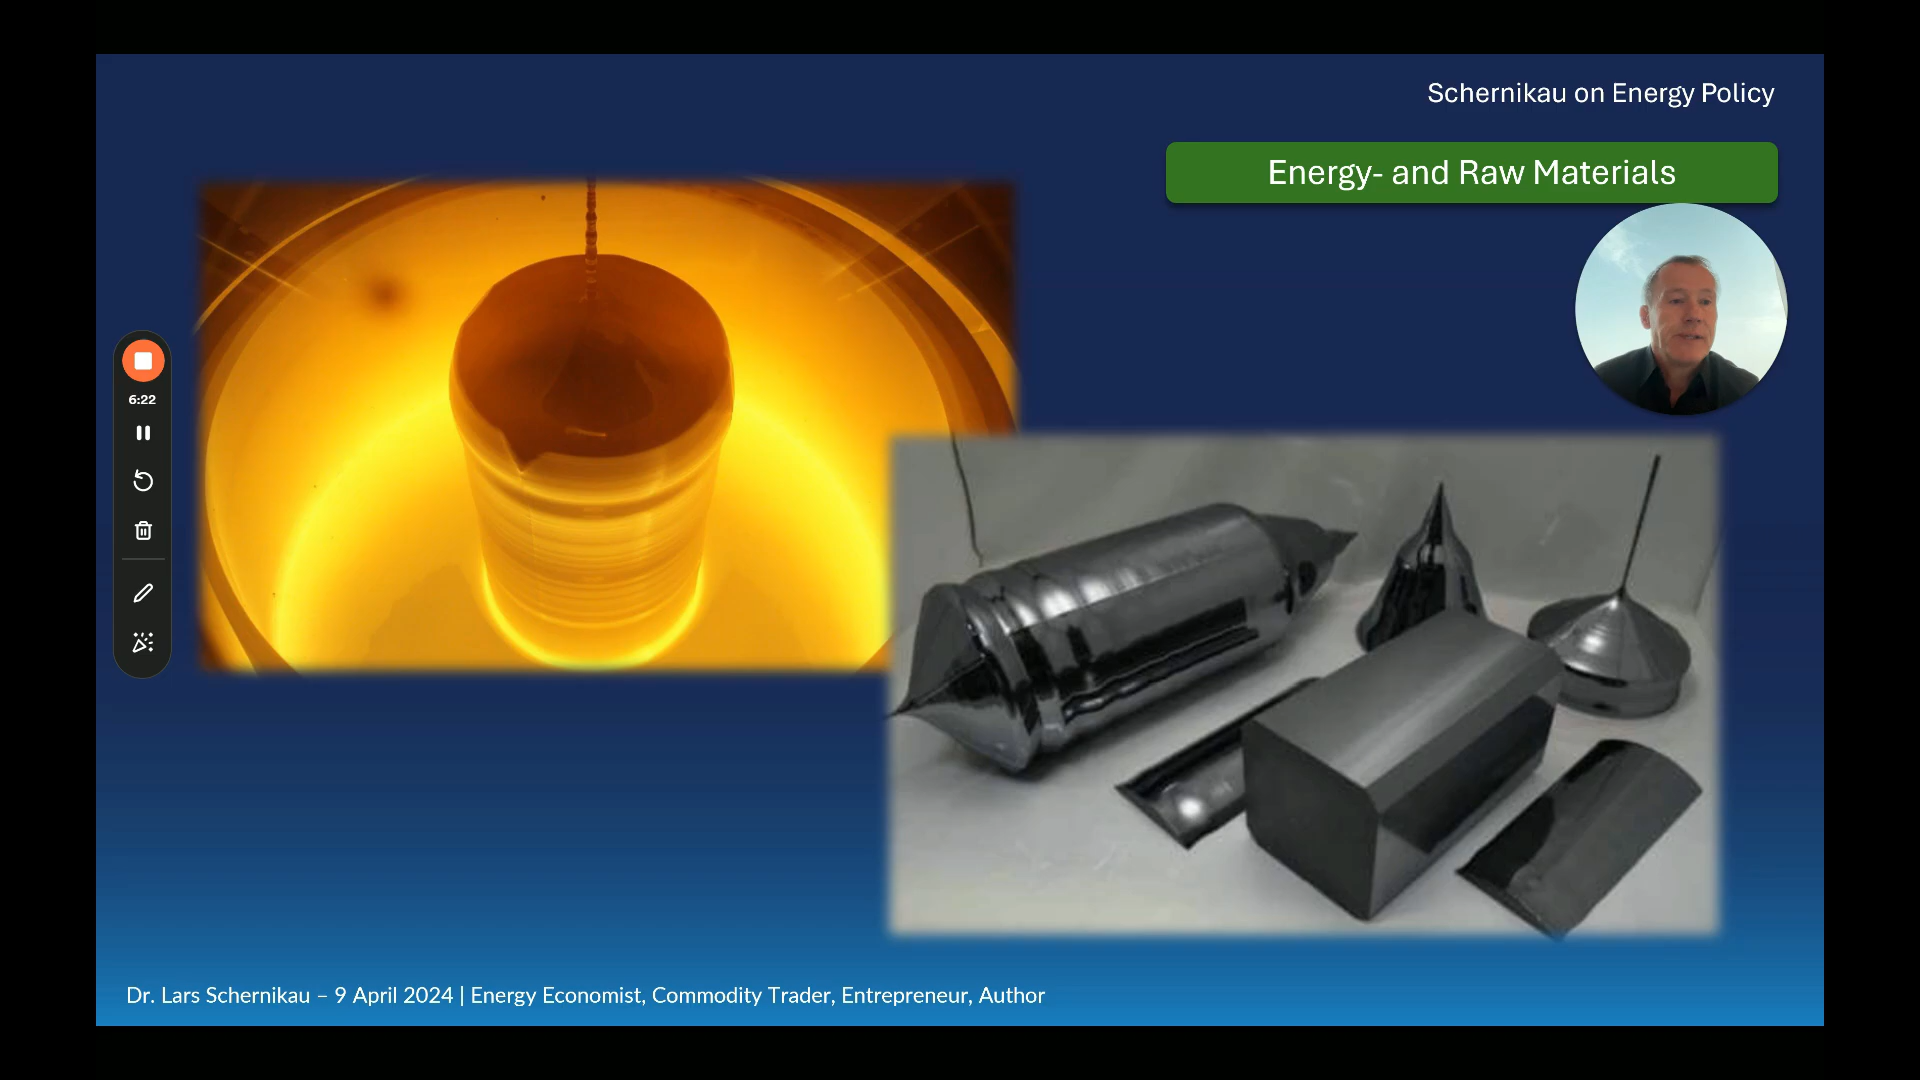 Schernikau on Energy Policy
Energy- and Raw Materials
6:22
Dr. Lars Schernikau – 9 April 2024 | Energy Economist, Commodity Trader, Entrepreneur, Author